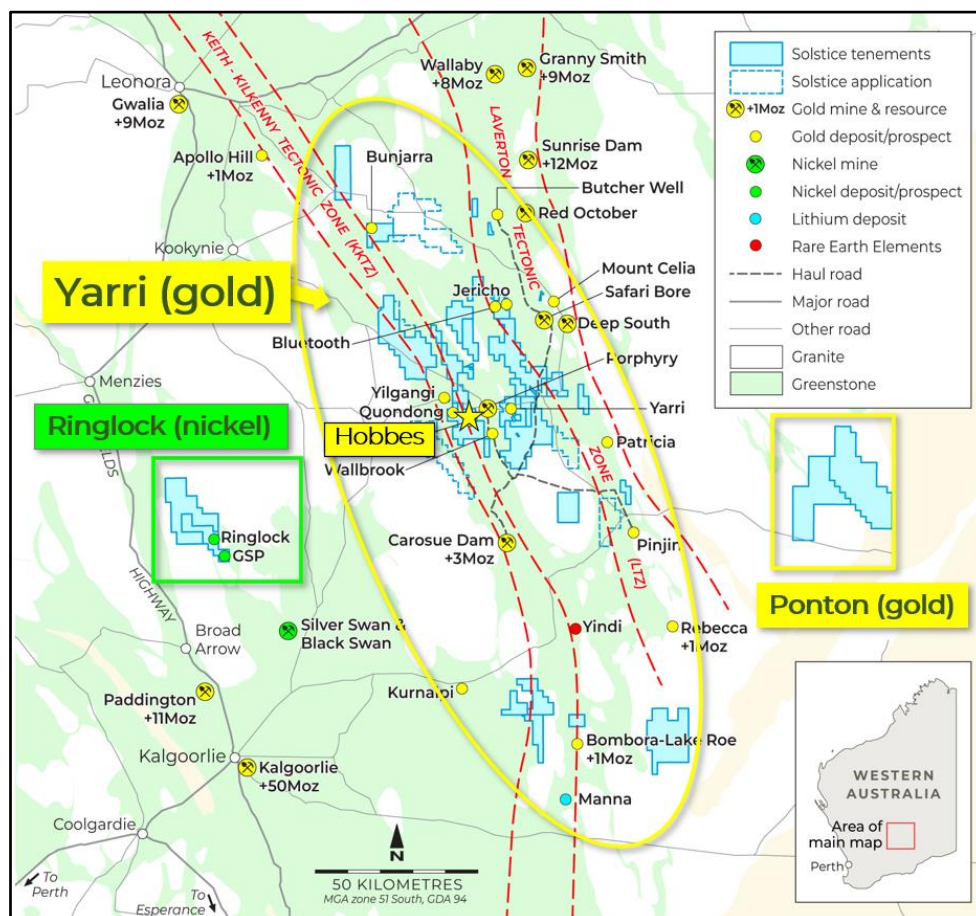 Leonora
Gwalia
+9Moz
Apollo Hill
+1Moz
KEITH - KILKENNY TECTONIC ZONE (KKTZ)
Kookynie
Bunjarra
Wallaby
+8Moz
Granny Smith
+9Moz
LAVERTON
TECTONIC
ZONE
(LTZ)
Sunrise Dam
+12Moz
Butcher Well
Red October
Mount Celia
Safari Bore
Deep South
Jericho
Bluetooth
Porphyry
Yarri (gold)
Menzies
Yilgangi
Quondong
Hobbes
Wallbrook
Yarri
Patricia
Ringlock (nickel)
Ringlock
GSP
GOLDFIELDS
HIGHWAY
Carosue Dam
+3Moz
Pinjin
Ponton (gold)
Silver Swan &
Black Swan
Broad
Arrow
Yindi
Rebecca
+1Moz
Paddington
+11Moz
Kurnalpi
Kalgoorlie
Kalgoorlie
+50Moz
Bombora-Lake Roe
+1Moz
Manna
Coolgardie
To
Perth
To
Esperance
N
50 KILOMETRES
MGA zone 51 South, GDA 94
Solstice tenements
Solstice application
+1Moz Gold mine & resource
Gold deposit/prospect
Nickel mine
Nickel deposit/prospect
Lithium deposit
Rare Earth Elements
Haul road
Major road
Other road
Granite
Greenstone
WESTERN
AUSTRALIA
Area of
main map
Perth